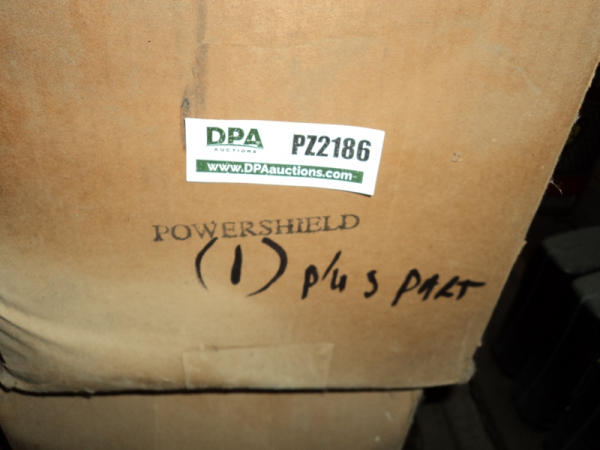 DPA PZ2186
AUCTIONS
www.DPAauctions.com
POWERSHIELD
(1) plus PART